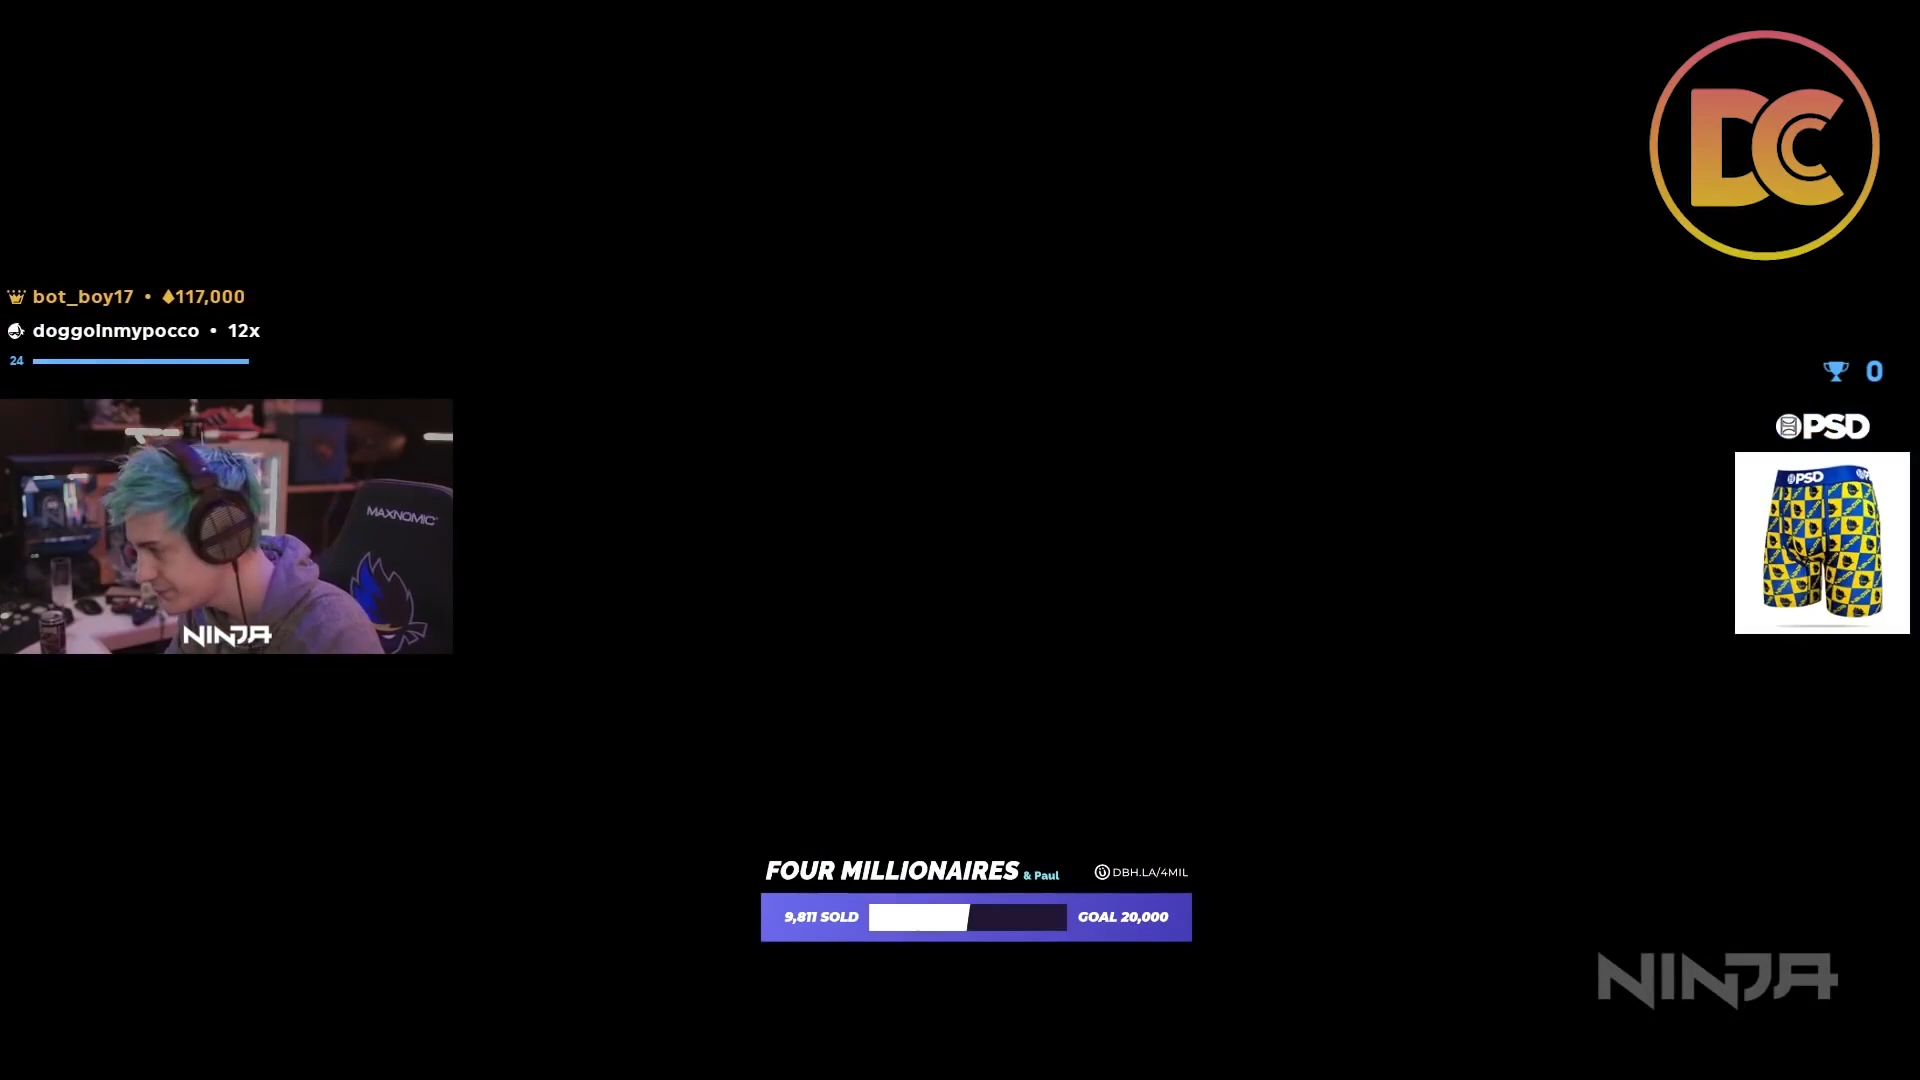 DC
bot_boy17 • 117,000
doggoinmypocco • 12x
24
0
PSD
PSD
MAXNOMIC
NINJA
FOUR MILLIONAIRES & Paul
DBH.LA/4MIL
9,811 SOLD
GOAL 20,000
NINJA